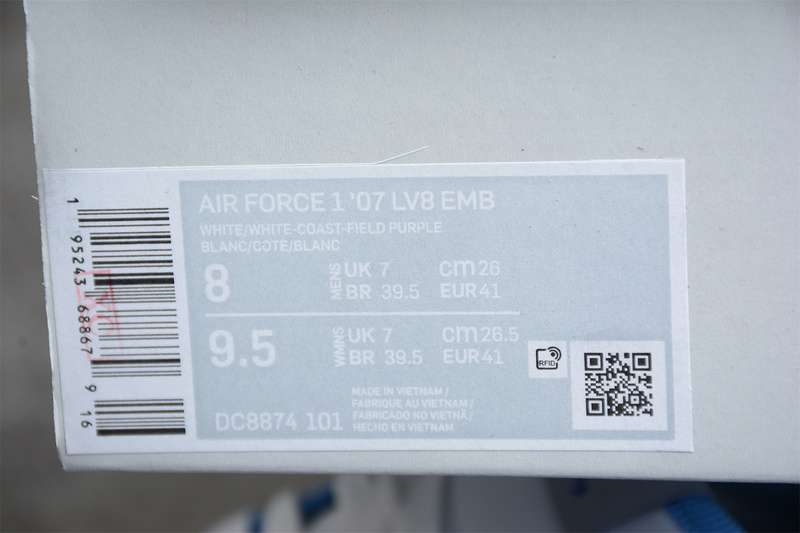 AIR FORCE 1 '07 LV8 EMB
WHITE/WHITE-COAST-FIELD PURPLE
BLANC/COTE/BLANC
8 MENS UK 7 cm 26
BR 39.5 EUR 41
9.5 WMNS UK 7 cm 26.5
BR 39.5 EUR 41
RFID
DC8874 101
MADE IN VIETNAM /
FABRIQUE AU VIETNAM /
FABRICADO NO VIETNÃ /
HECHO EN VIETNAM
1 95243 68867 9 16